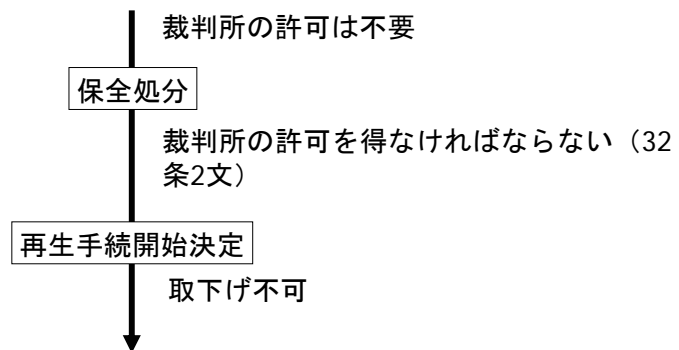 裁判所の許可は不要
保全処分
裁判所の許可を得なければならない（32
条2文）
再生手続開始決定
取下げ不可